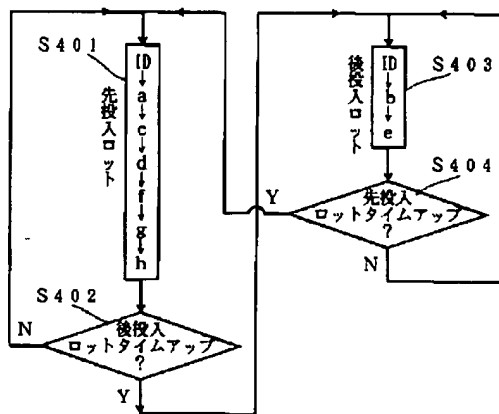 S401
先投入ロット
ID
a
c
d
f
g
h
S402
後投入
ロットタイムアップ
?
N
Y
S403
後投入ロット
ID
b
e
S404
先投入
ロットタイムアップ
?
Y
N